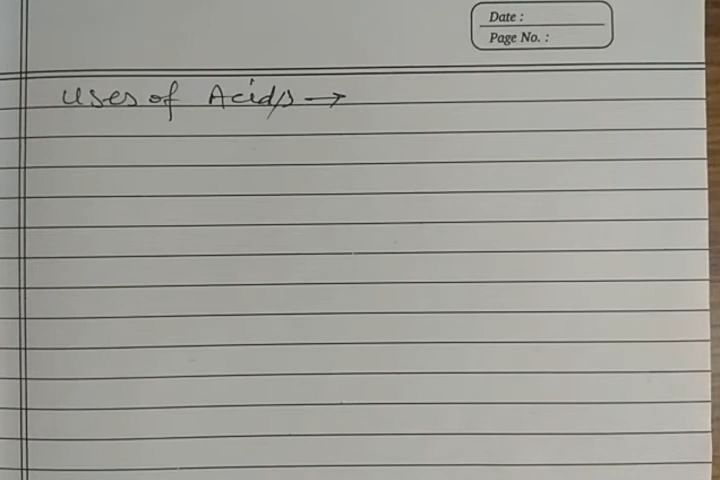 Date :
Page No. :
Uses of Acids →